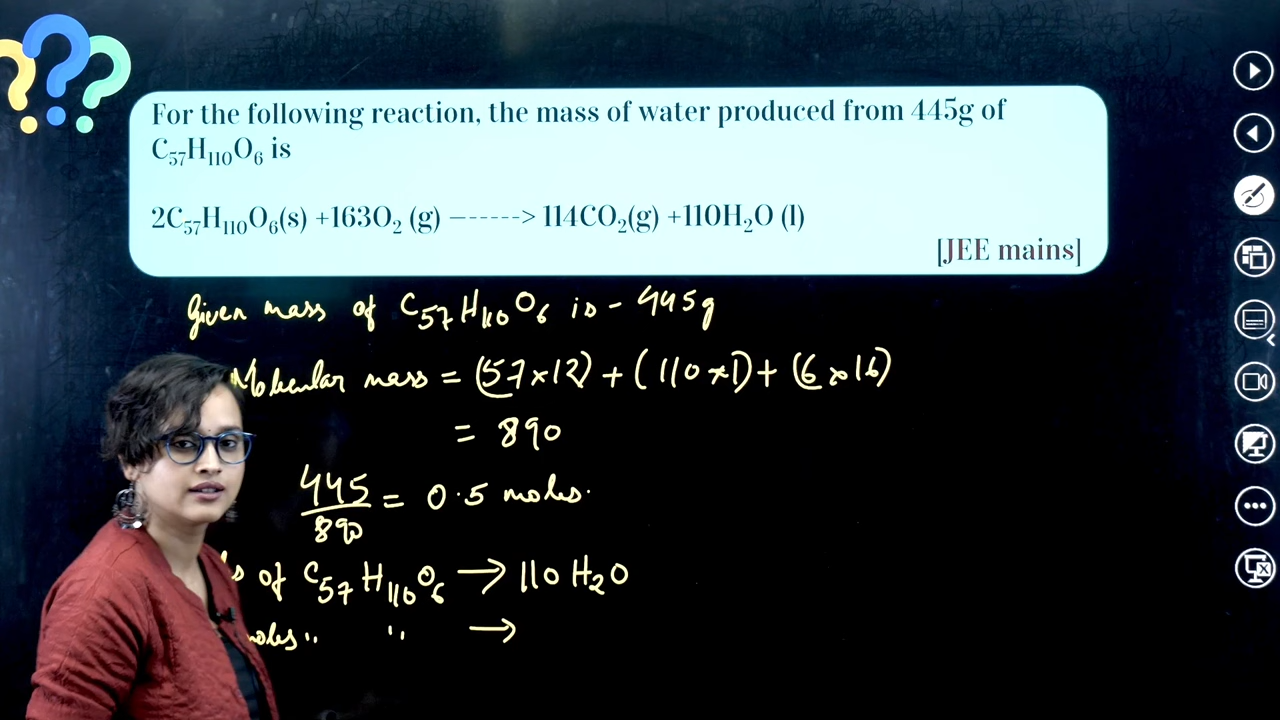 ???
For the following reaction, the mass of water produced from 445g of
C₅₇H₁₁₀O₆ is
2C₅₇H₁₁₀O₆(s) +163O₂ (g) ------> 114CO₂(g) +110H₂O (l)
[JEE mains]
Given mass of C₅₇H₁₁₀O₆ is - 445g
Molecular mass = (57×12) + (110×1) + (6×16)
= 890
445/890 = 0.5 moles.
of C₅₇H₁₁₀O₆ → 110 H₂O
moles " " →